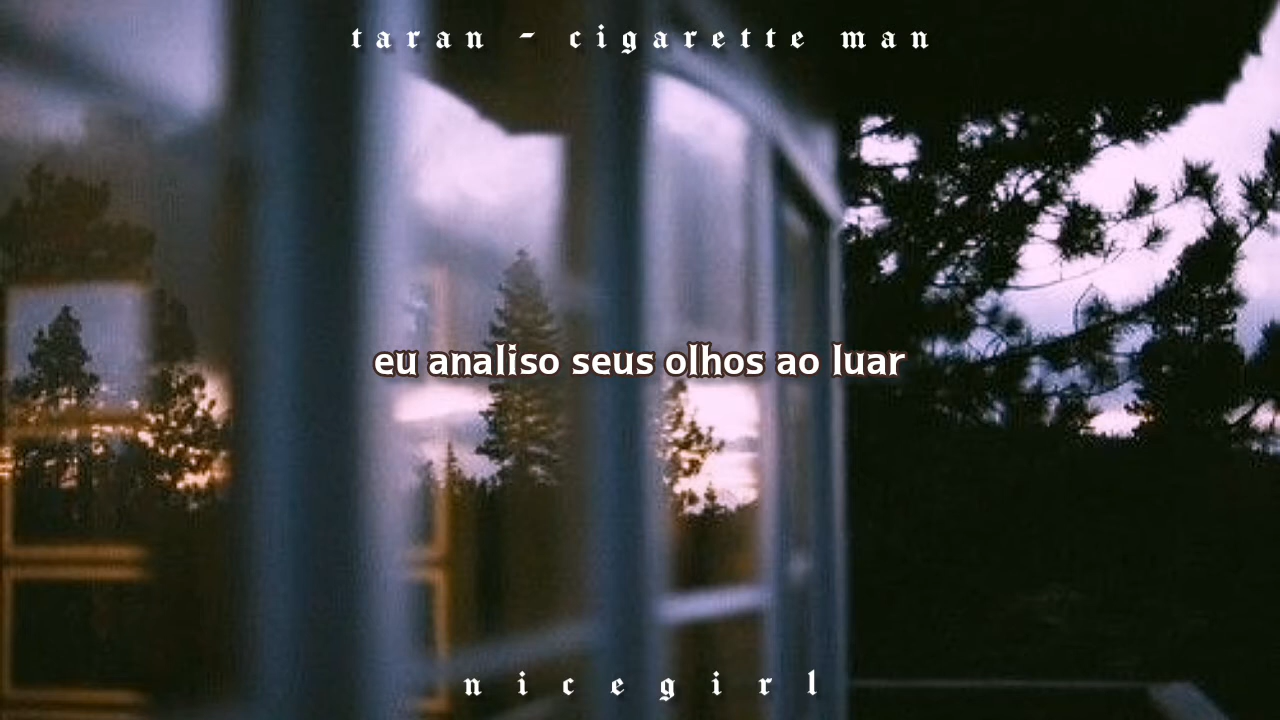 taran - cigarette man
eu analiso seus olhos ao luar
nicegirl